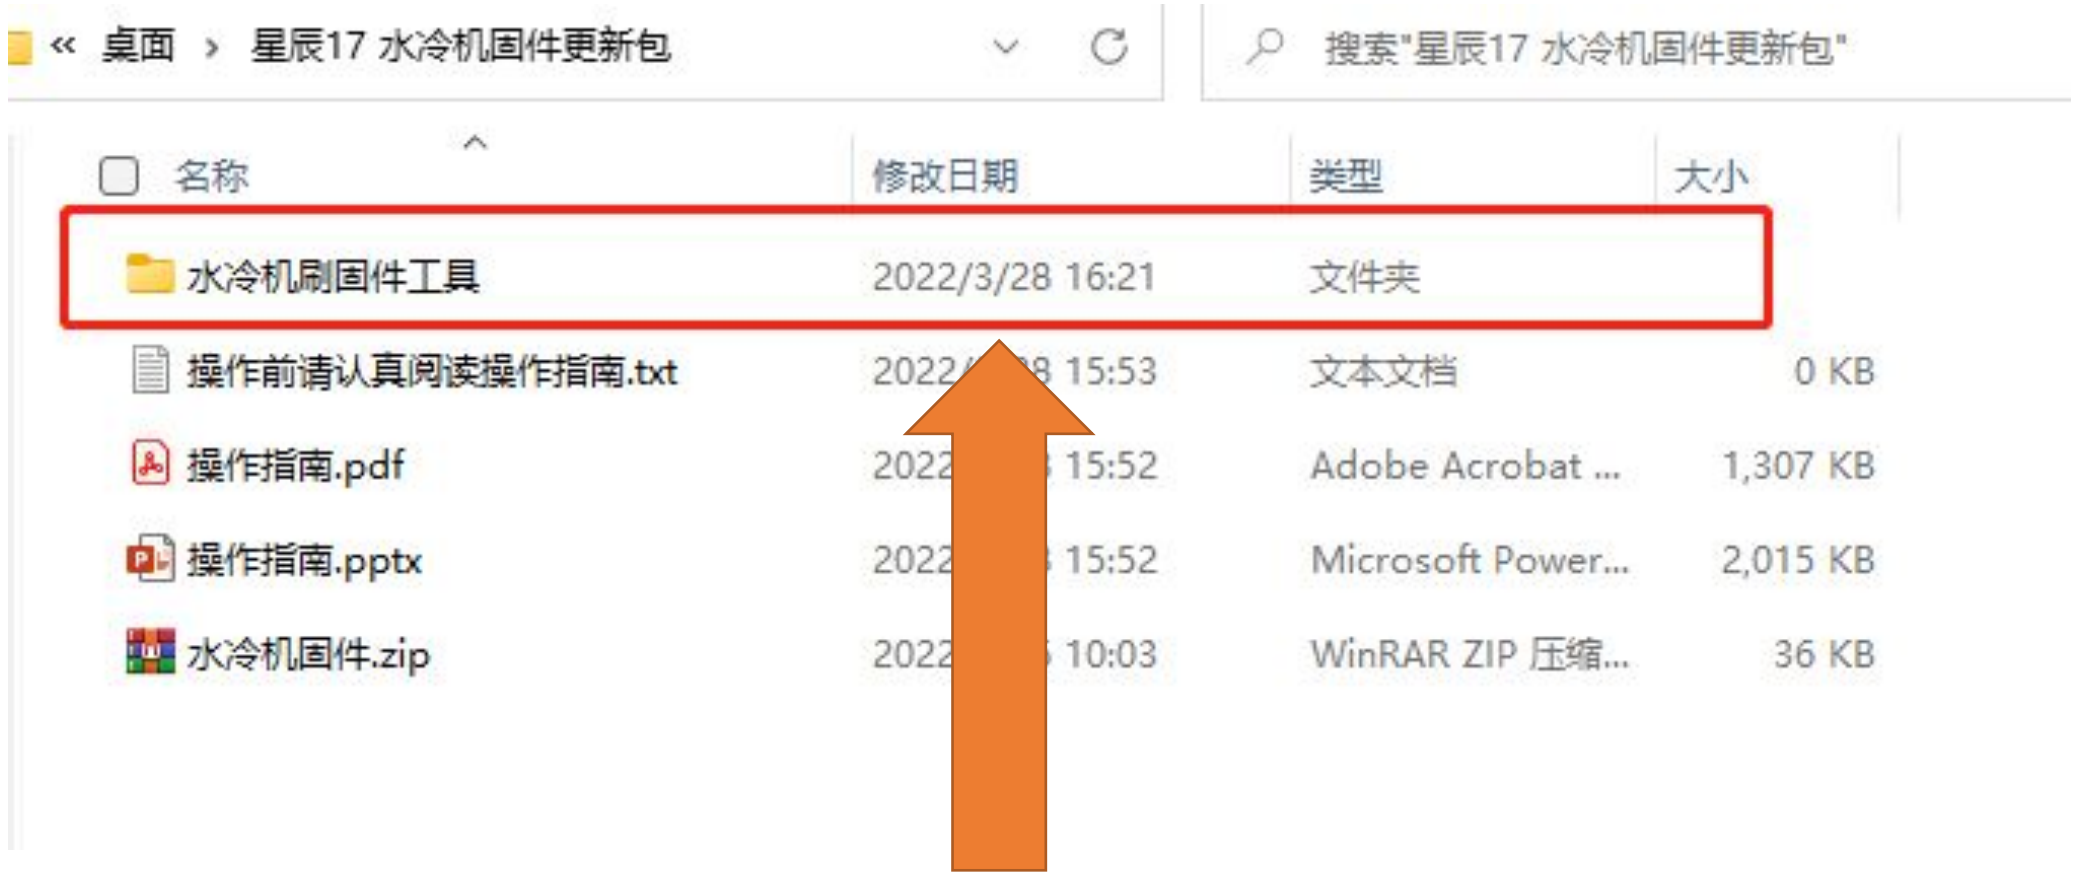 « 桌面 › 星辰17 水冷机固件更新包 搜索"星辰17 水冷机固件更新包"
名称 修改日期 类型 大小
水冷机刷固件工具 2022/3/28 16:21 文件夹
操作前请认真阅读操作指南.txt 2022/ 28 15:53 文本文档 0 KB
操作指南.pdf 2022 15:52 Adobe Acrobat ... 1,307 KB
操作指南.pptx 2022 15:52 Microsoft Power... 2,015 KB
水冷机固件.zip 2022 10:03 WinRAR ZIP 压缩... 36 KB